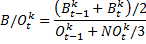 B/O_t^k = ((B_{t-1}^k + B_t^k)/2) / (O_{t-1}^k + NO_t^k/3)